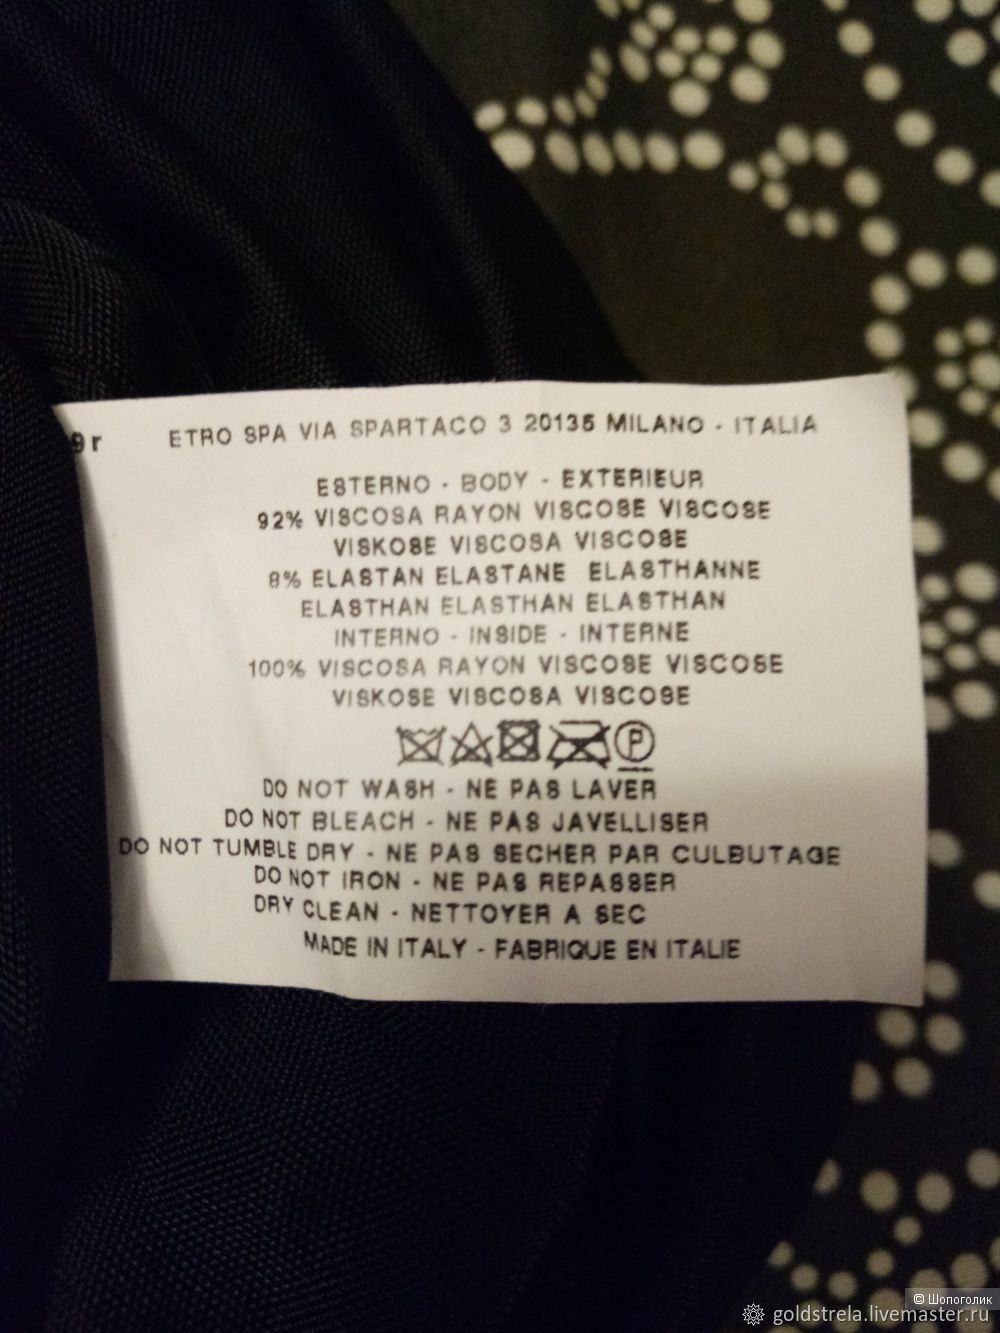 9r
ETRO SPA VIA SPARTACO 3 20135 MILANO - ITALIA
ESTERNO - BODY - EXTERIEUR
92% VISCOSA RAYON VISCOSE VISCOSE
VISKOSE VISCOSA VISCOSE
8% ELASTAN ELASTANE ELASTHANNE
ELASTHAN ELASTHAN ELASTHAN
INTERNO - INSIDE - INTERNE
100% VISCOSA RAYON VISCOSE VISCOSE
VISKOSE VISCOSA VISCOSE
P
DO NOT WASH - NE PAS LAVER
DO NOT BLEACH - NE PAS JAVELLISER
DO NOT TUMBLE DRY - NE PAS SECHER PAR CULBUTAGE
DO NOT IRON - NE PAS REPASSER
DRY CLEAN - NETTOYER A SEC
MADE IN ITALY - FABRIQUE EN ITALIE
© Шопоголик
goldstrela.livemaster.ru